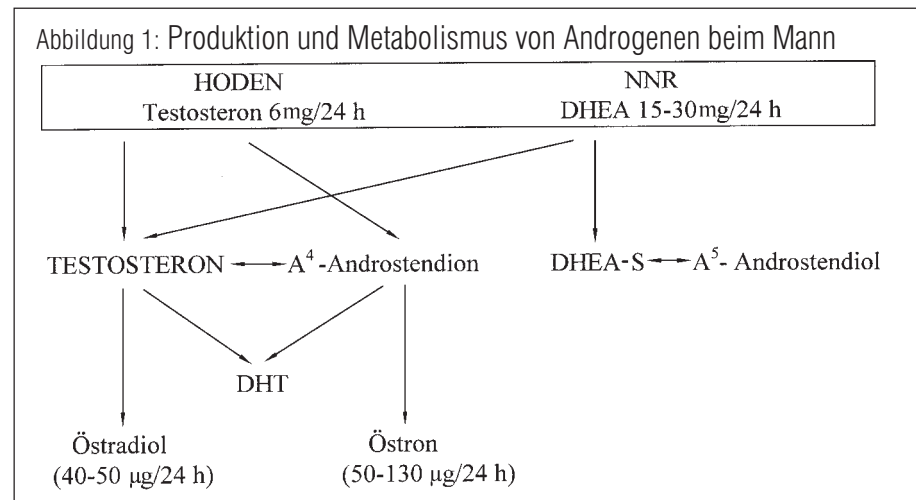 Abbildung 1: Produktion und Metabolismus von Androgenen beim Mann
HODEN NNR
Testosteron 6mg/24 h DHEA 15-30mg/24 h
TESTOSTERON A⁴-Androstendion DHEA-S A⁵- Androstendiol
DHT
Östradiol Östron
(40-50 µg/24 h) (50-130 µg/24 h)